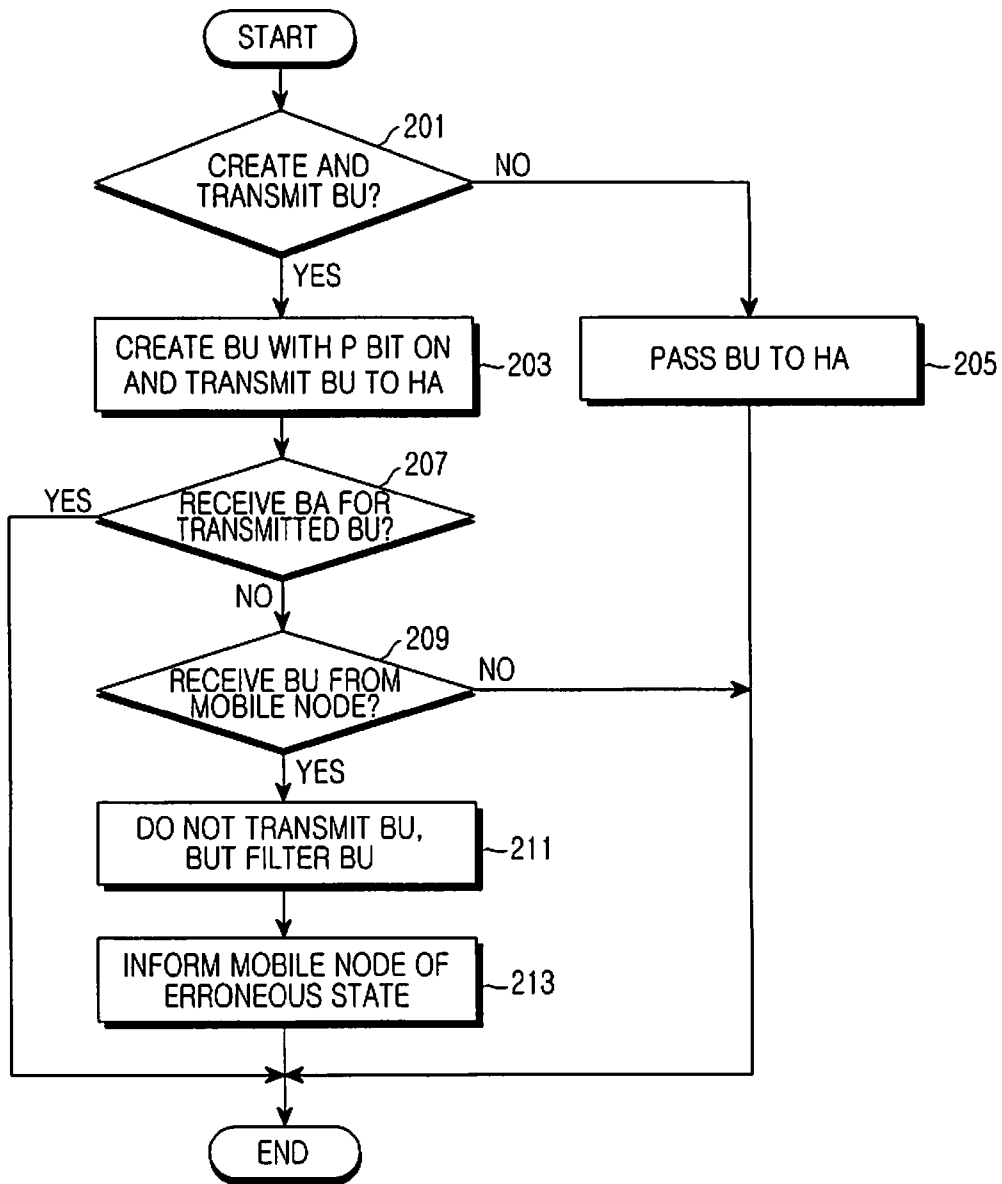 START
201
CREATE AND
TRANSMIT BU?
NO
YES
CREATE BU WITH P BIT ON
AND TRANSMIT BU TO HA
203
PASS BU TO HA
205
207
YES
RECEIVE BA FOR
TRANSMITTED BU?
NO
209
RECEIVE BU FROM
MOBILE NODE?
NO
YES
DO NOT TRANSMIT BU,
BUT FILTER BU
211
INFORM MOBILE NODE OF
ERRONEOUS STATE
213
END